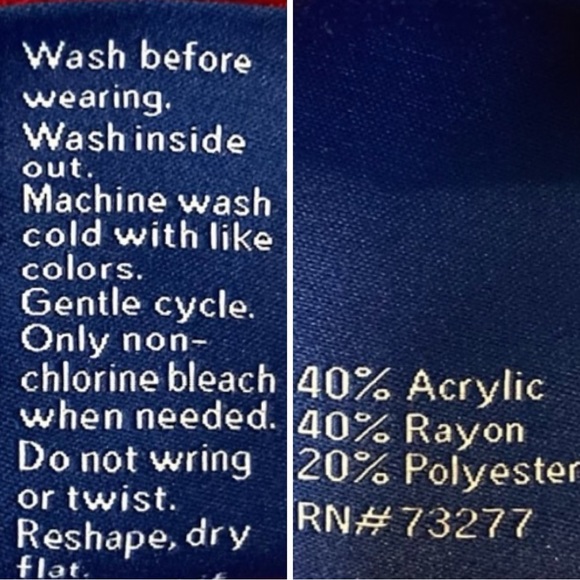 Wash before
wearing.
Wash inside
out.
Machine wash
cold with like
colors.
Gentle cycle.
Only non-
chlorine bleach
when needed.
Do not wring
or twist.
Reshape, dry
flat.
40% Acrylic
40% Rayon
20% Polyester
RN# 73277